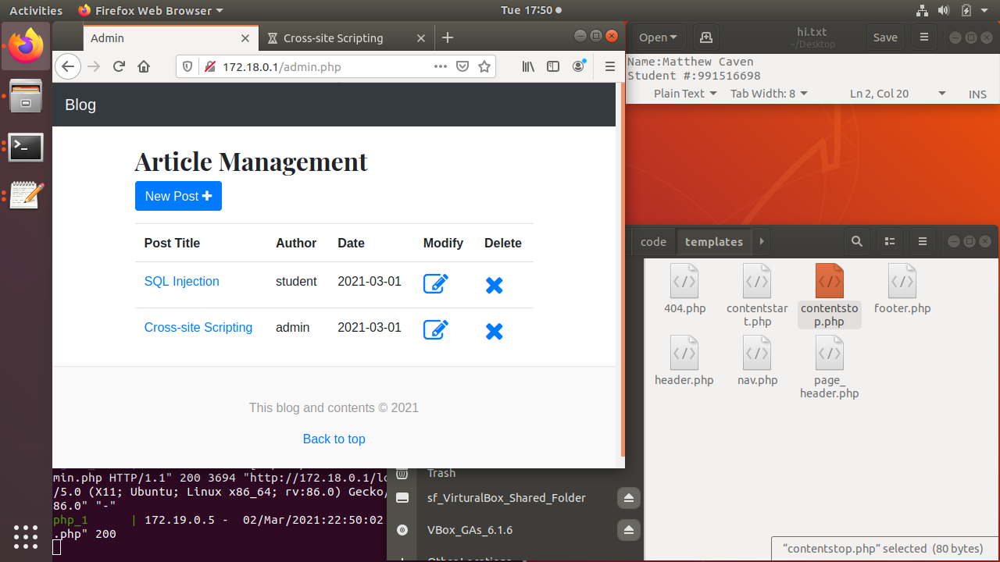 Activities
Firefox Web Browser
Tue 17:50
Admin
Cross-site Scripting
172.18.0.1/admin.php
Blog
Article Management
New Post
Post Title Author Date Modify Delete
SQL Injection student 2021-03-01
Cross-site Scripting admin 2021-03-01
This blog and contents © 2021
Back to top
Open
hi.txt
~/Desktop
Save
Name:Matthew Caven
Student #:991516698
Plain Text Tab Width: 8 Ln 2, Col 20 INS
code templates
404.php
contentstar
t.php
contentsto
p.php
footer.php
header.php
nav.php
page_
header.php
min.php HTTP/1.1" 200 3694 "http://172.18.0.1/lo
/5.0 (X11; Ubuntu; Linux x86_64; rv:86.0) Gecko/
86.0" "-"
php_1 | 172.19.0.5 - 02/Mar/2021:22:50:02
.php" 200
Trash
sf_VirturalBox_Shared_Folder
VBox_GAs_6.1.6
Other Locations
“contentstop.php” selected (80 bytes)